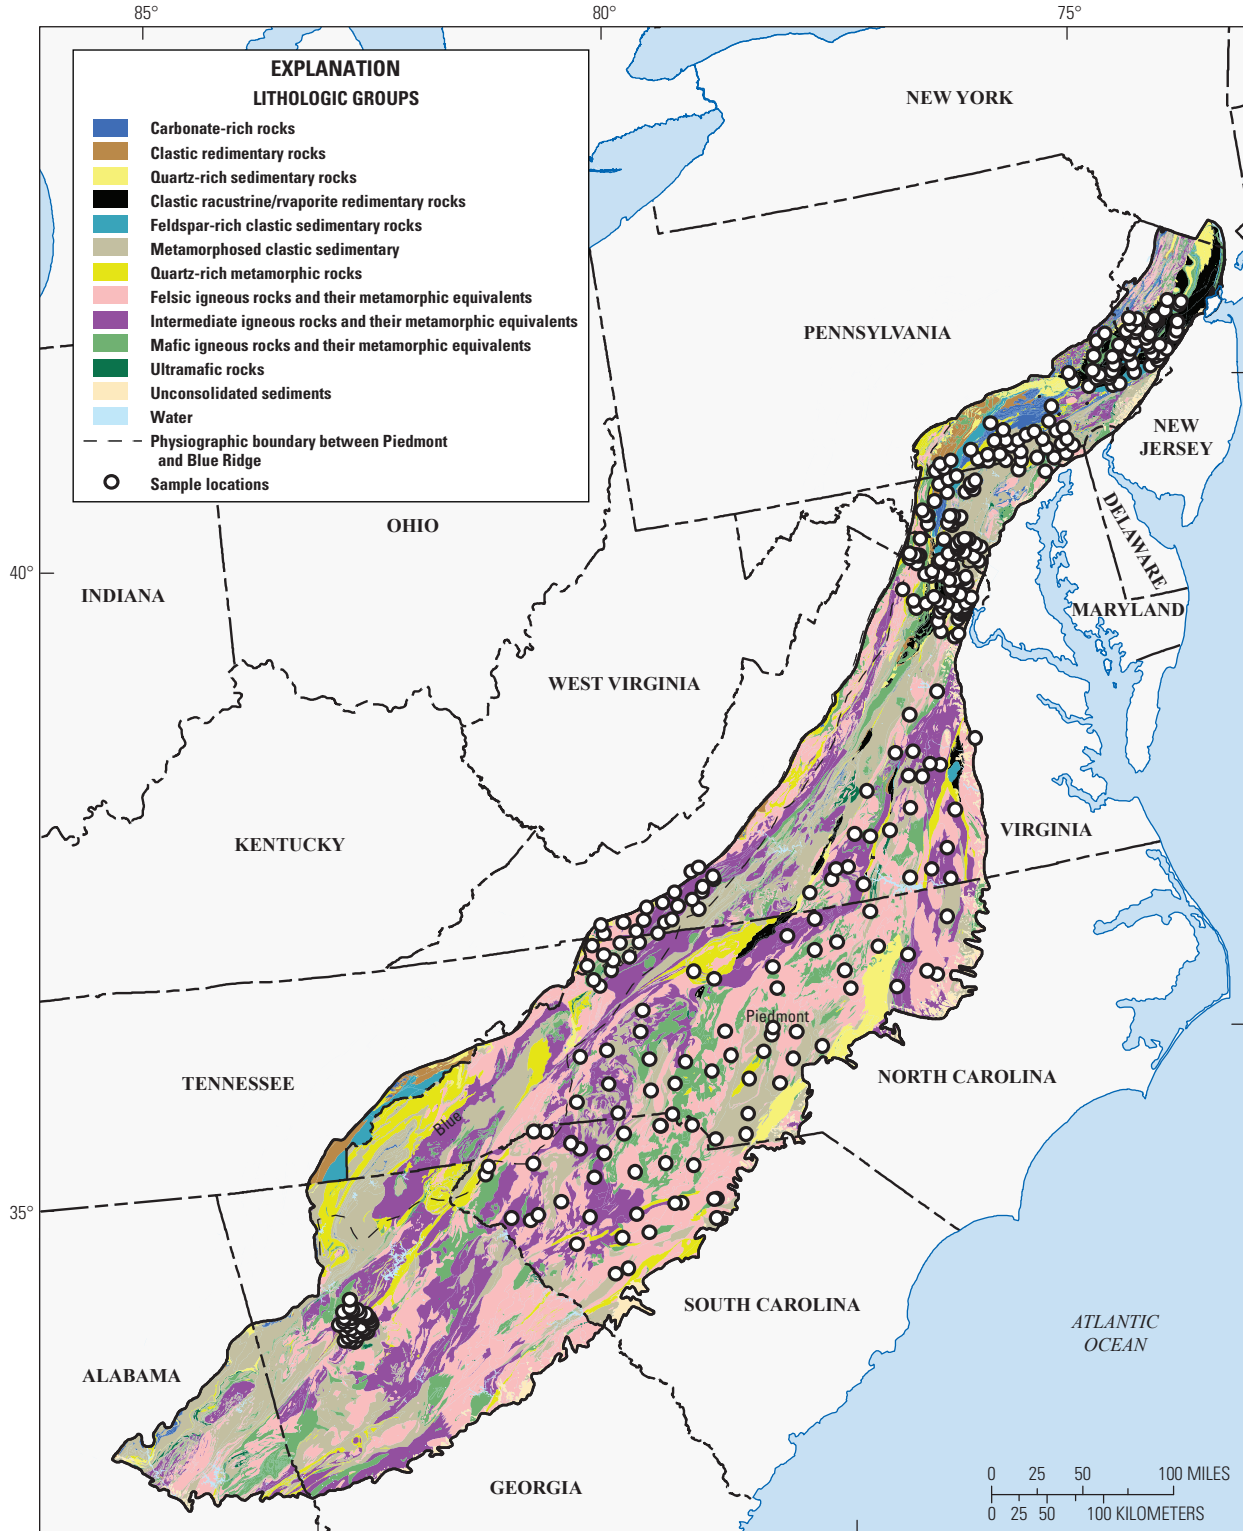 85°
80°
75°
EXPLANATION
LITHOLOGIC GROUPS
Carbonate-rich rocks
Clastic redimentary rocks
Quartz-rich sedimentary rocks
Clastic racustrine/rvaporite redimentary rocks
Feldspar-rich clastic sedimentary rocks
Metamorphosed clastic sedimentary
Quartz-rich metamorphic rocks
Felsic igneous rocks and their metamorphic equivalents
Intermediate igneous rocks and their metamorphic equivalents
Mafic igneous rocks and their metamorphic equivalents
Ultramafic rocks
Unconsolidated sediments
Water
Physiographic boundary between Piedmont
and Blue Ridge
Sample locations
NEW YORK
PENNSYLVANIA
NEW
JERSEY
OHIO
DELAWARE
40°
INDIANA
MARYLAND
WEST VIRGINIA
KENTUCKY
VIRGINIA
Piedmont
TENNESSEE
NORTH CAROLINA
Blue
35°
SOUTH CAROLINA
ATLANTIC
OCEAN
ALABAMA
GEORGIA
0 25 50 100 MILES
0 25 50 100 KILOMETERS